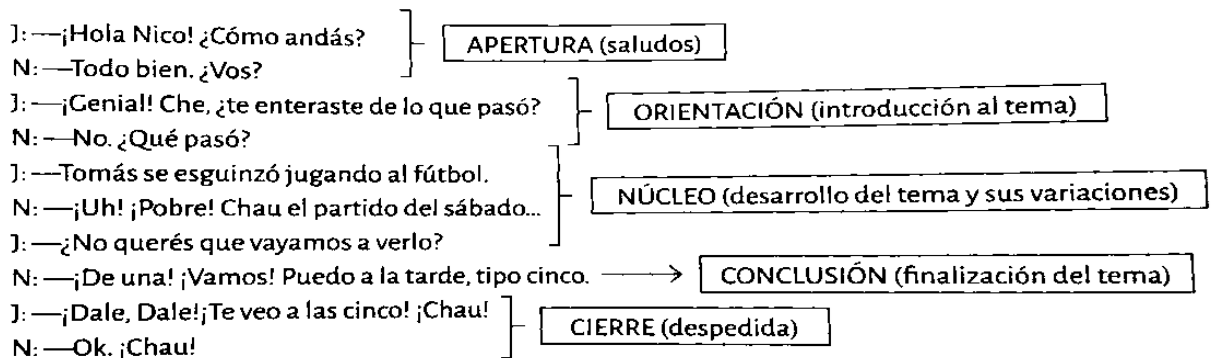 J: —¡Hola Nico! ¿Cómo andás?
APERTURA (saludos)
N: —Todo bien. ¿Vos?
J: —¡Genial! Che, ¿te enteraste de lo que pasó?
ORIENTACIÓN (introducción al tema)
N: —No. ¿Qué pasó?
J: —Tomás se esguinzó jugando al fútbol.
N: —¡Uh! ¡Pobre! Chau el partido del sábado...
NÚCLEO (desarrollo del tema y sus variaciones)
J: —¿No querés que vayamos a verlo?
N: —¡De una! ¡Vamos! Puedo a la tarde, tipo cinco.
CONCLUSIÓN (finalización del tema)
J: —¡Dale, Dale!¡Te veo a las cinco! ¡Chau!
CIERRE (despedida)
N: —Ok. ¡Chau!